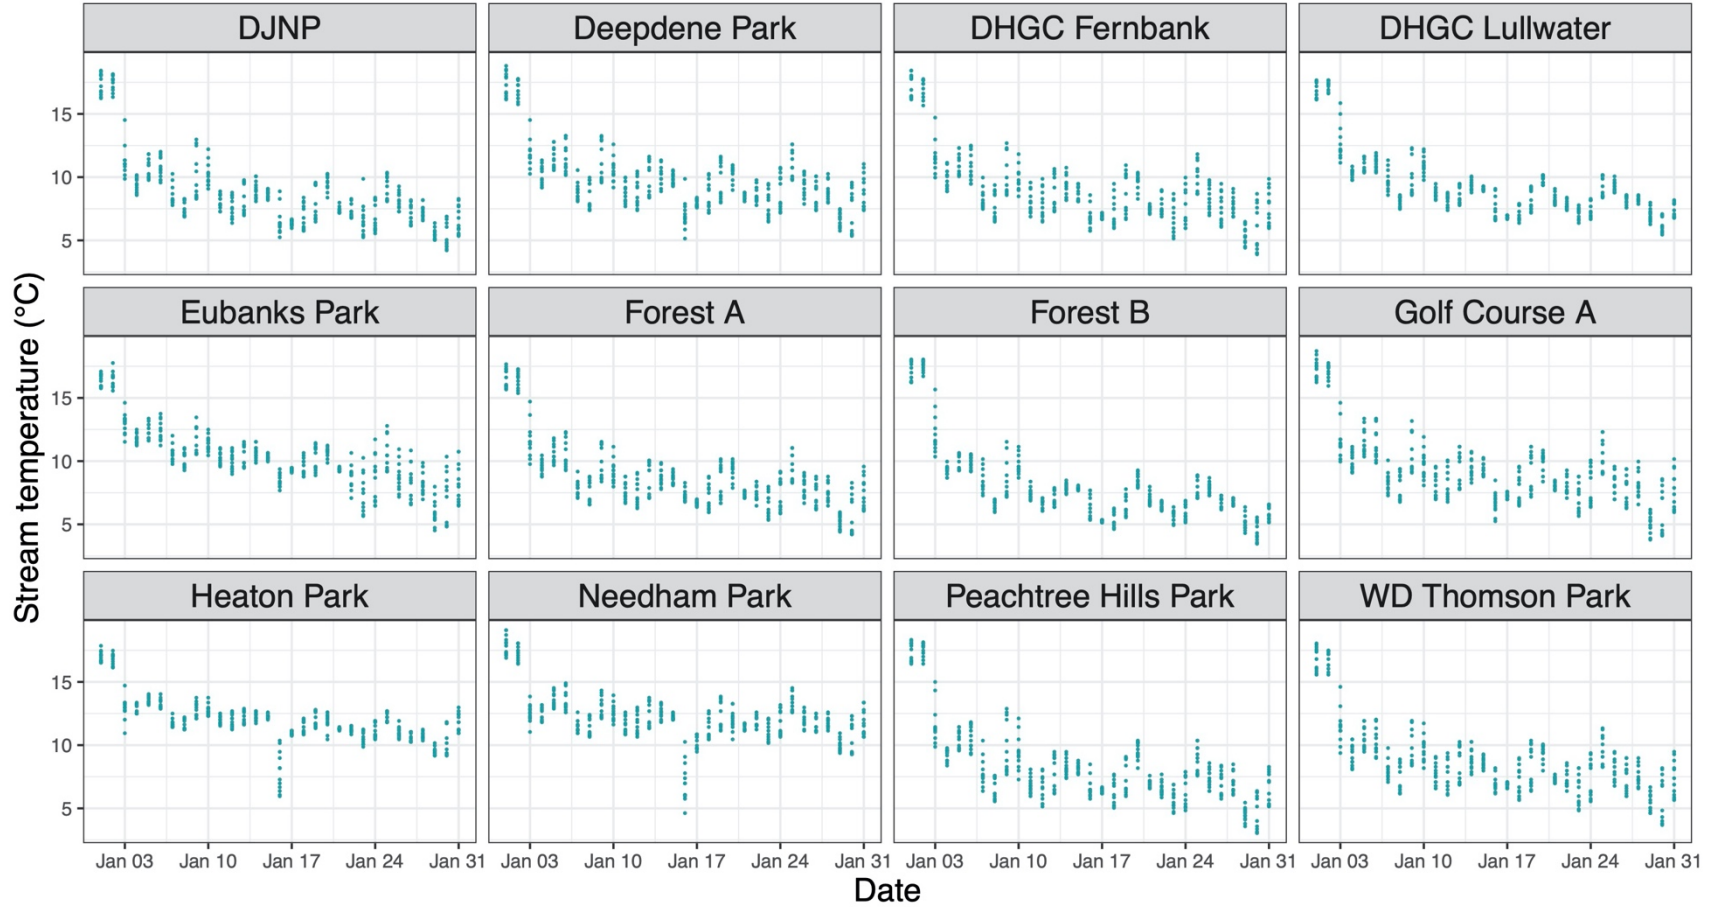 DJNP Deepdene Park DHGC Fernbank DHGC Lullwater
15
10
5
Eubanks Park Forest A Forest B Golf Course A
15
10
5
Heaton Park Needham Park Peachtree Hills Park WD Thomson Park
15
10
5
Jan 03 Jan 10 Jan 17 Jan 24 Jan 31 Jan 03 Jan 10 Jan 17 Jan 24 Jan 31 Jan 03 Jan 10 Jan 17 Jan 24 Jan 31 Jan 03 Jan 10 Jan 17 Jan 24 Jan 31
Date
Stream temperature (°C)